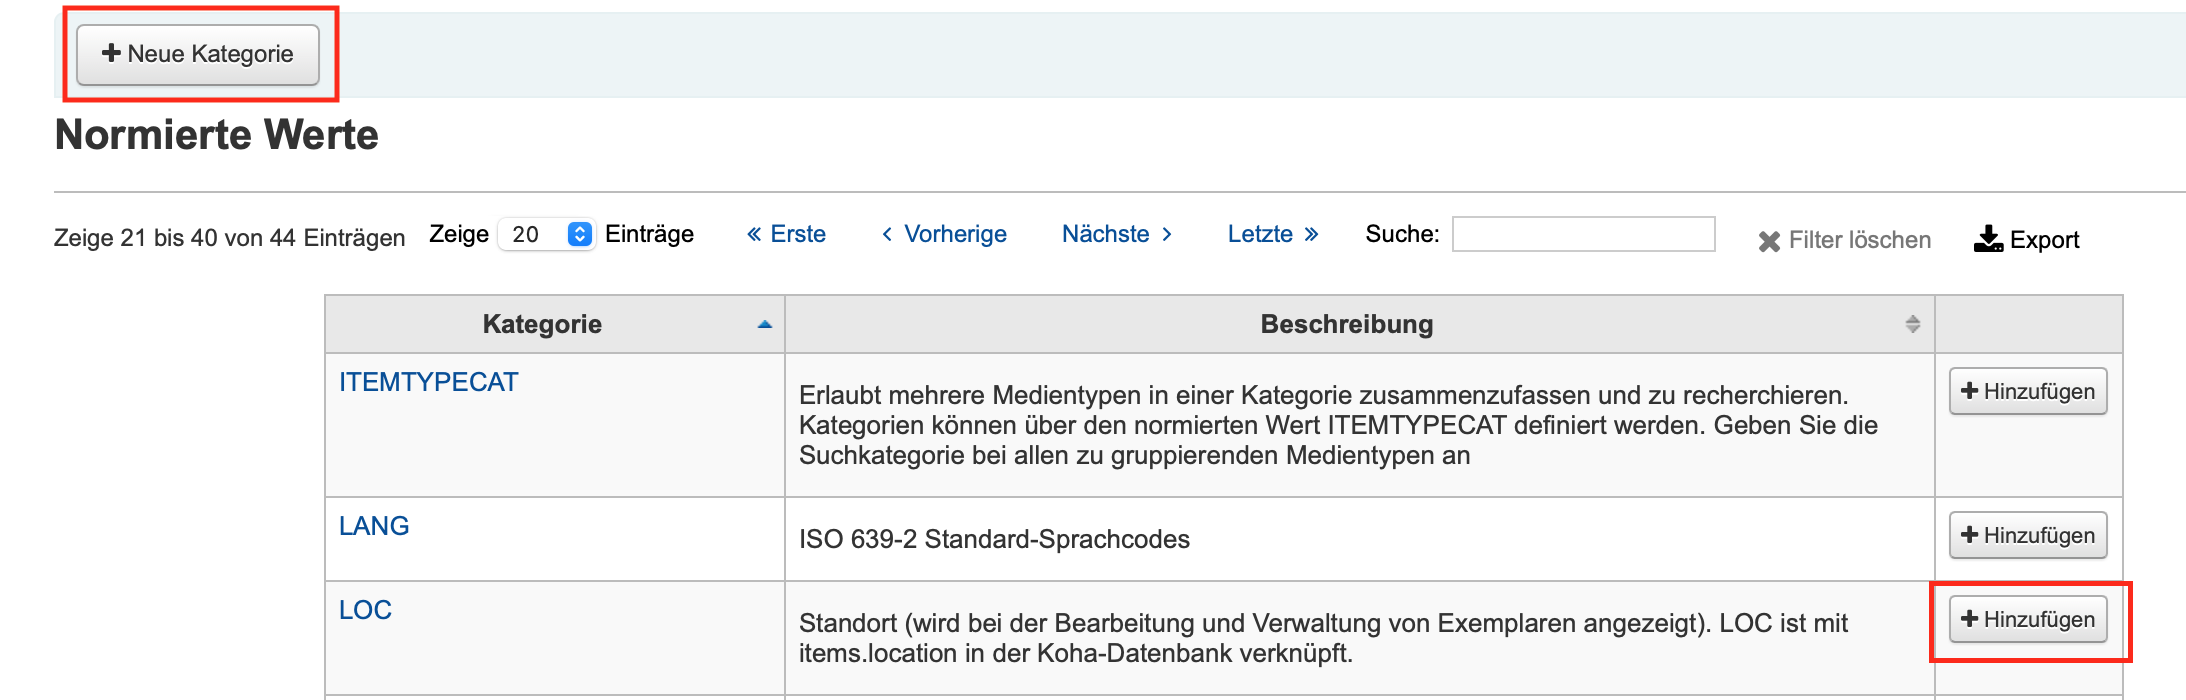 Neue Kategorie
Normierte Werte
Zeige 21 bis 40 von 44 Einträgen Zeige 20 Einträge « Erste ‹ Vorherige Nächste › Letzte » Suche: Filter löschen Export
Kategorie Beschreibung
ITEMTYPECAT
Erlaubt mehrere Medientypen in einer Kategorie zusammenzufassen und zu recherchieren.
Kategorien können über den normierten Wert ITEMTYPECAT definiert werden. Geben Sie die
Suchkategorie bei allen zu gruppierenden Medientypen an
Hinzufügen
LANG
ISO 639-2 Standard-Sprachcodes
Hinzufügen
LOC
Standort (wird bei der Bearbeitung und Verwaltung von Exemplaren angezeigt). LOC ist mit
items.location in der Koha-Datenbank verknüpft.
Hinzufügen